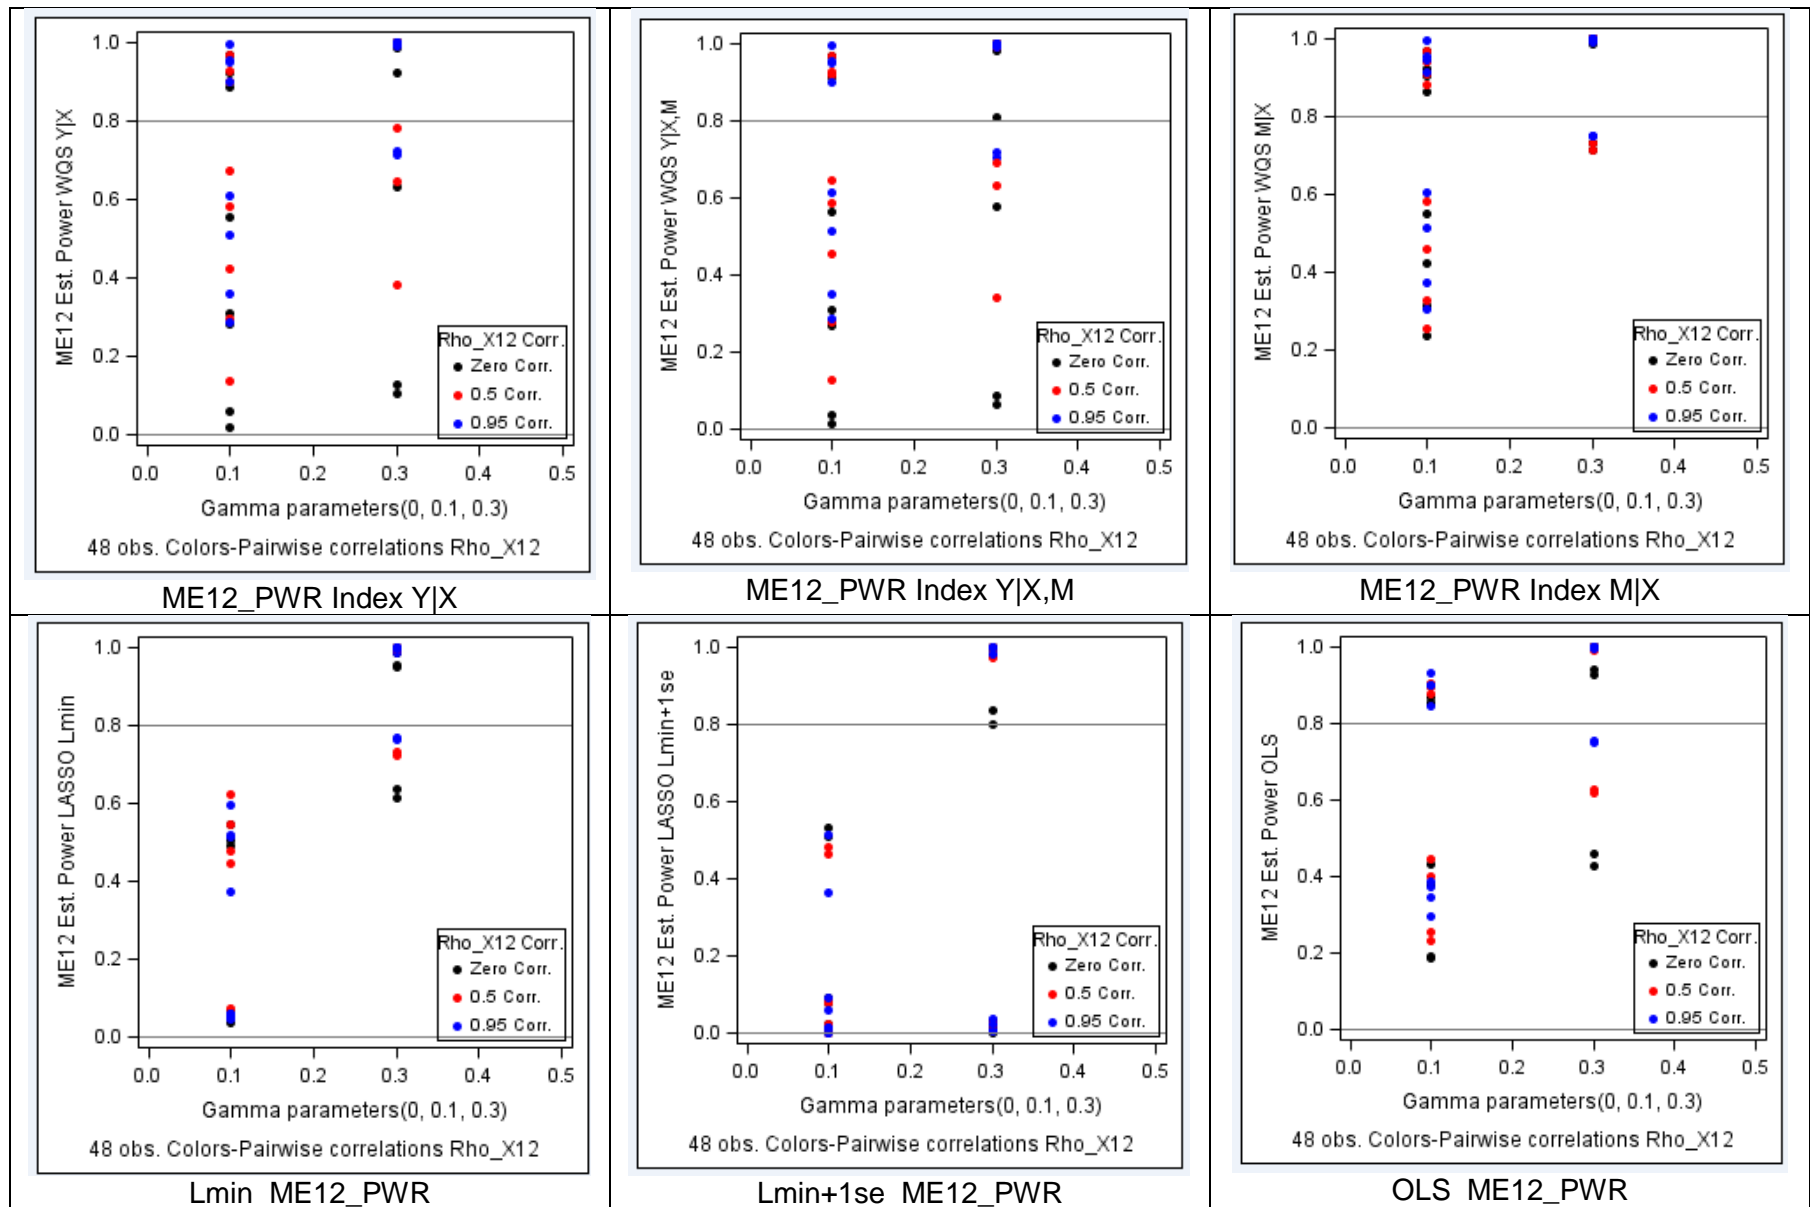 ME12 Est. Power WQS Y|X
1.0
0.8
0.6
0.4
0.2
0.0
Rho_X12 Corr.
Zero Corr.
0.5 Corr.
0.95 Corr.
0.0 0.1 0.2 0.3 0.4 0.5
Gamma parameters(0, 0.1, 0.3)
48 obs. Colors-Pairwise correlations Rho_X12
ME12_PWR Index Y|X
ME12 Est. Power WQS Y|X,M
1.0
0.8
0.6
0.4
0.2
0.0
Rho_X12 Corr.
Zero Corr.
0.5 Corr.
0.95 Corr.
0.0 0.1 0.2 0.3 0.4 0.5
Gamma parameters(0, 0.1, 0.3)
48 obs. Colors-Pairwise correlations Rho_X12
ME12_PWR Index Y|X,M
ME12 Est. Power WQS M|X
1.0
0.8
0.6
0.4
0.2
0.0
Rho_X12 Corr.
Zero Corr.
0.5 Corr.
0.95 Corr.
0.0 0.1 0.2 0.3 0.4 0.5
Gamma parameters(0, 0.1, 0.3)
48 obs. Colors-Pairwise correlations Rho_X12
ME12_PWR Index M|X
ME12 Est. Power LASSO Lmin
1.0
0.8
0.6
0.4
0.2
0.0
Rho_X12 Corr.
Zero Corr.
0.5 Corr.
0.95 Corr.
0.0 0.1 0.2 0.3 0.4 0.5
Gamma parameters(0, 0.1, 0.3)
48 obs. Colors-Pairwise correlations Rho_X12
Lmin ME12_PWR
ME12 Est. Power LASSO Lmin+1se
1.0
0.8
0.6
0.4
0.2
0.0
Rho_X12 Corr.
Zero Corr.
0.5 Corr.
0.95 Corr.
0.0 0.1 0.2 0.3 0.4 0.5
Gamma parameters(0, 0.1, 0.3)
48 obs. Colors-Pairwise correlations Rho_X12
Lmin+1se ME12_PWR
ME12 Est. Power OLS
1.0
0.8
0.6
0.4
0.2
0.0
Rho_X12 Corr.
Zero Corr.
0.5 Corr.
0.95 Corr.
0.0 0.1 0.2 0.3 0.4 0.5
Gamma parameters(0, 0.1, 0.3)
48 obs. Colors-Pairwise correlations Rho_X12
OLS ME12_PWR